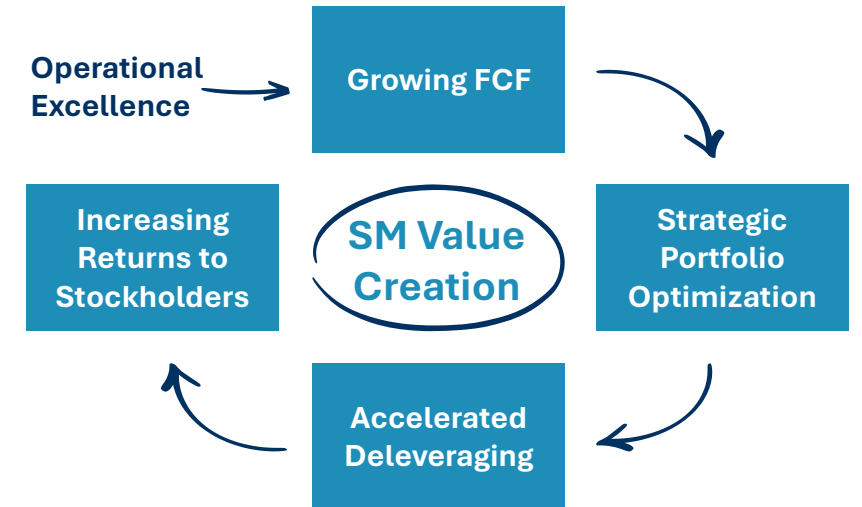 Operational
Excellence
Growing FCF
Increasing
Returns to
Stockholders
SM Value
Creation
Strategic
Portfolio
Optimization
Accelerated
Deleveraging